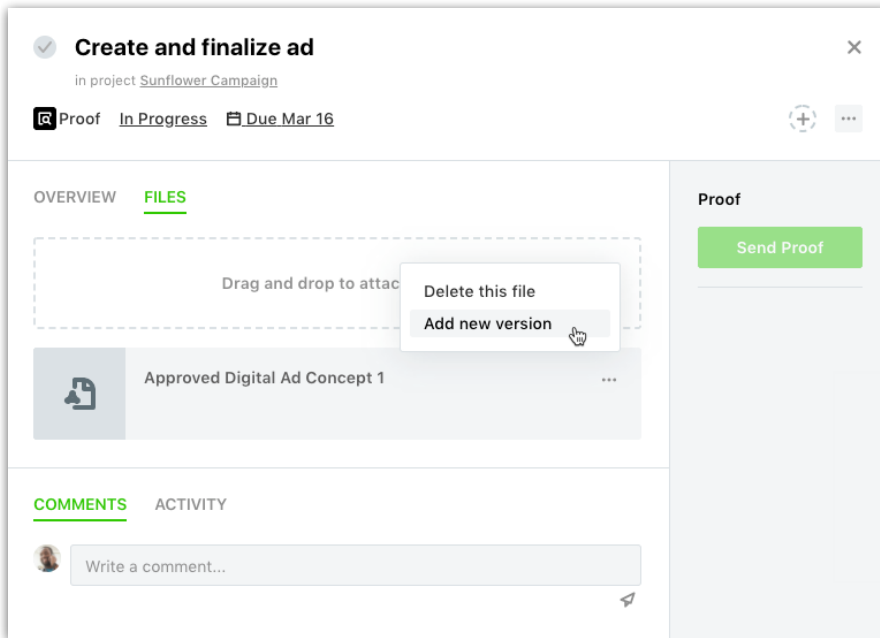 Create and finalize ad
in project Sunflower Campaign
Proof In Progress Due Mar 16
OVERVIEW FILES
Proof
Send Proof
Drag and drop to attac
Delete this file
Add new version
Approved Digital Ad Concept 1
COMMENTS ACTIVITY
Write a comment...